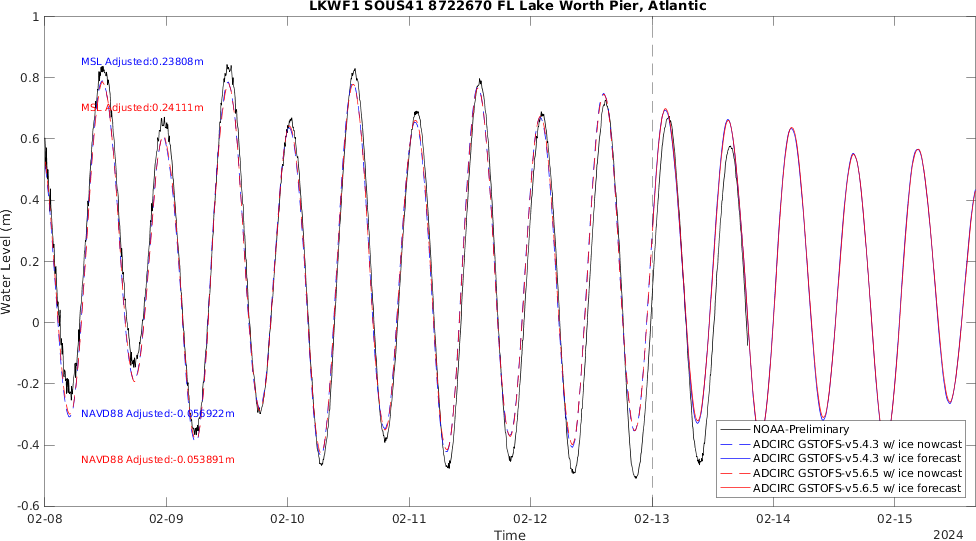 LKWF1 SOUS41 8722670 FL Lake Worth Pier, Atlantic
1
0.8
0.6
0.4
0.2
0
-0.2
-0.4
-0.6
Water Level (m)
MSL Adjusted:0.23808m
MSL Adjusted:0.24111m
NAVD88 Adjusted:-0.056922m
NAVD88 Adjusted:-0.053891m
NOAA-Preliminary
ADCIRC GSTOFS-v5.4.3 w/ ice nowcast
ADCIRC GSTOFS-v5.4.3 w/ ice forecast
ADCIRC GSTOFS-v5.6.5 w/ ice nowcast
ADCIRC GSTOFS-v5.6.5 w/ ice forecast
02-08 02-09 02-10 02-11 02-12 02-13 02-14 02-15
Time
2024